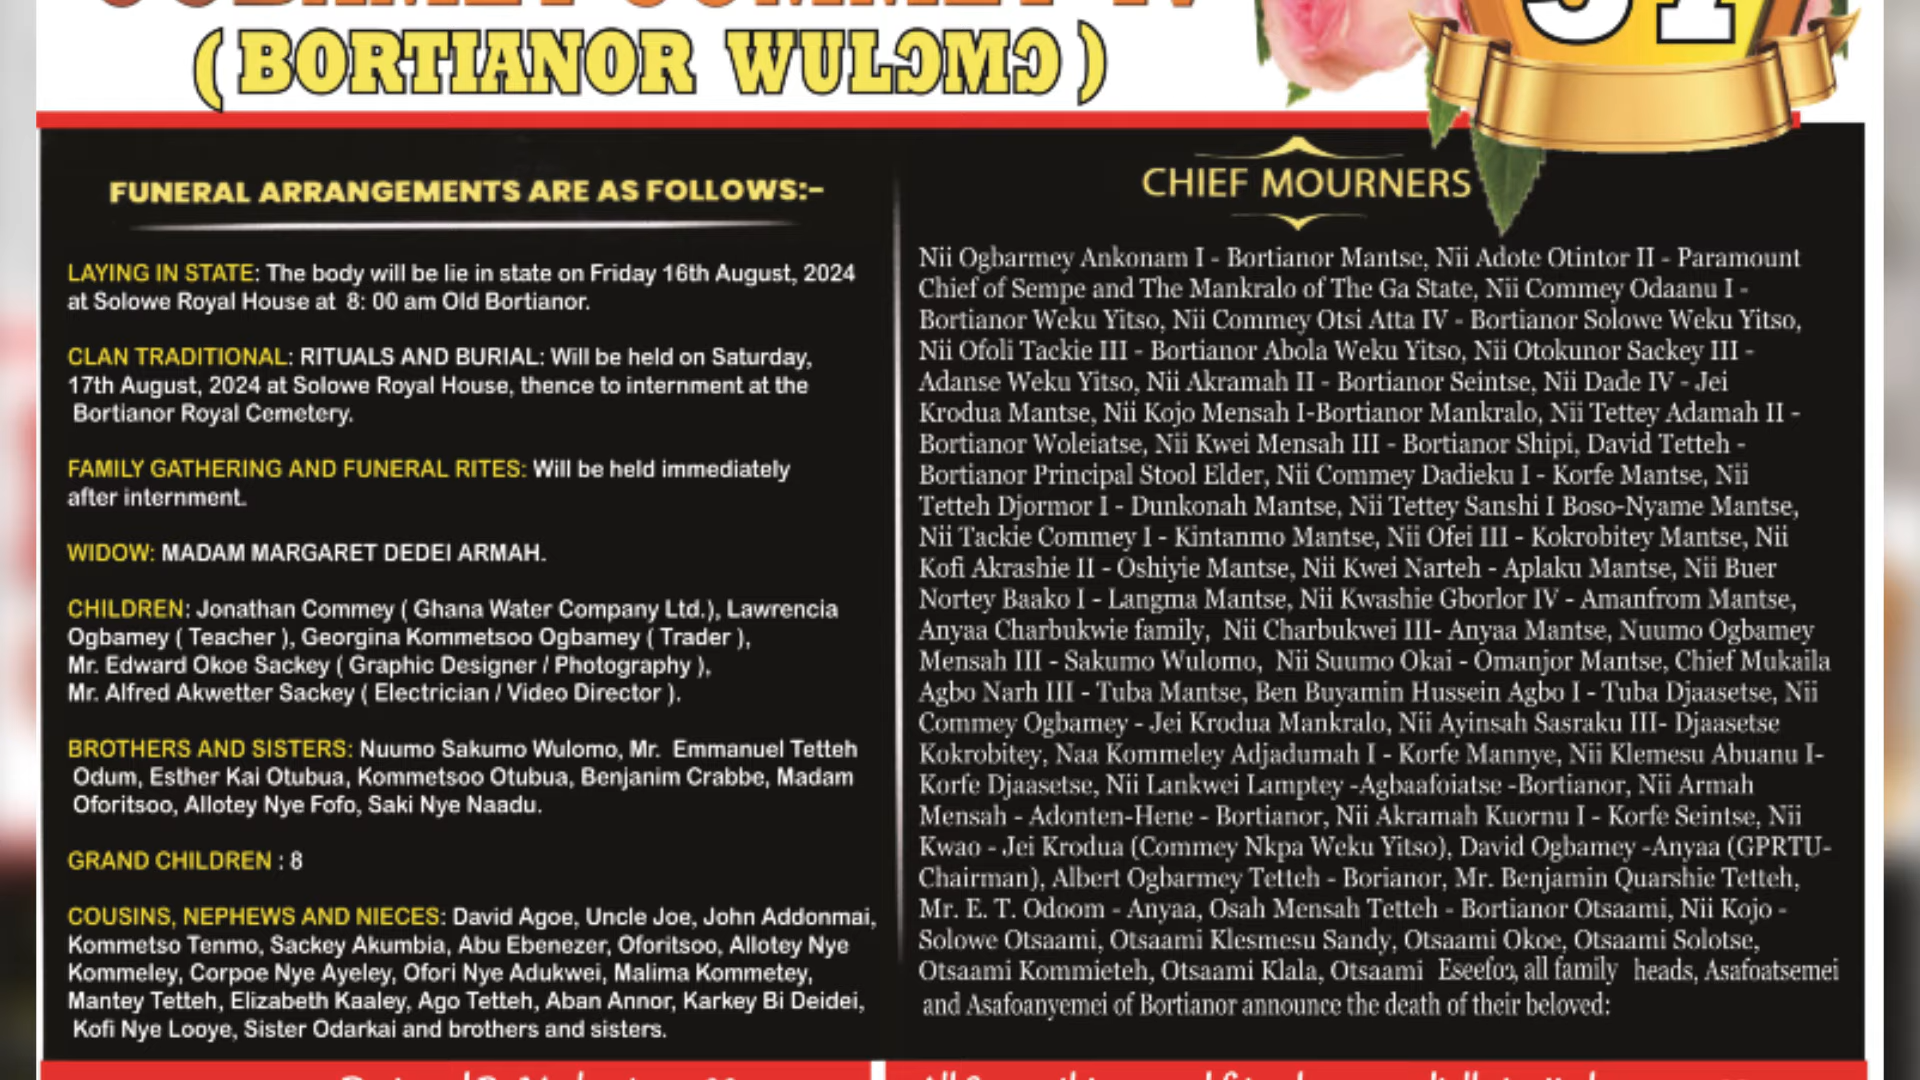 ( BORTIANOR WULƆMƆ )
FUNERAL ARRANGEMENTS ARE AS FOLLOWS:-
LAYING IN STATE: The body will be lie in state on Friday 16th August, 2024
at Solowe Royal House at 8: 00 am Old Bortianor.
CLAN TRADITIONAL: RITUALS AND BURIAL: Will be held on Saturday,
17th August, 2024 at Solowe Royal House, thence to internment at the
Bortianor Royal Cemetery.
FAMILY GATHERING AND FUNERAL RITES: Will be held immediately
after internment.
WIDOW: MADAM MARGARET DEDEI ARMAH.
CHILDREN: Jonathan Commey ( Ghana Water Company Ltd.), Lawrencia
Ogbamey ( Teacher ), Georgina Kommetsoo Ogbamey ( Trader ),
Mr. Edward Okoe Sackey ( Graphic Designer / Photography ),
Mr. Alfred Akwetter Sackey ( Electrician / Video Director ).
BROTHERS AND SISTERS: Nuumo Sakumo Wulomo, Mr. Emmanuel Tetteh
Odum, Esther Kai Otubua, Kommetsoo Otubua, Benjanim Crabbe, Madam
Oforitsoo, Allotey Nye Fofo, Saki Nye Naadu.
GRAND CHILDREN : 8
COUSINS, NEPHEWS AND NIECES: David Agoe, Uncle Joe, John Addonmai,
Kommetso Tenmo, Sackey Akumbia, Abu Ebenezer, Oforitsoo, Allotey Nye
Kommeley, Corpoe Nye Ayeley, Ofori Nye Adukwei, Malima Kommetey,
Mantey Tetteh, Elizabeth Kaaley, Ago Tetteh, Aban Annor, Karkey Bi Deidei,
Kofi Nye Looye, Sister Odarkai and brothers and sisters.
CHIEF MOURNERS
Nii Ogbarmey Ankonam I - Bortianor Mantse, Nii Adote Otintor II - Paramount
Chief of Sempe and The Mankralo of The Ga State, Nii Commey Odaanu I -
Bortianor Weku Yitso, Nii Commey Otsi Atta IV - Bortianor Solowe Weku Yitso,
Nii Ofoli Tackie III - Bortianor Abola Weku Yitso, Nii Otokunor Sackey III -
Adanse Weku Yitso, Nii Akramah II - Bortianor Seintse, Nii Dade IV - Jei
Krodua Mantse, Nii Kojo Mensah I-Bortianor Mankralo, Nii Tettey Adamah II -
Bortianor Woleiatse, Nii Kwei Mensah III - Bortianor Shipi, David Tetteh -
Bortianor Principal Stool Elder, Nii Commey Dadieku I - Korfe Mantse, Nii
Tetteh Djormor I - Dunkonah Mantse, Nii Tettey Sanshi I Boso-Nyame Mantse,
Nii Tackie Commey I - Kintanmo Mantse, Nii Ofei III - Kokrobitey Mantse, Nii
Kofi Akrashie II - Oshiyie Mantse, Nii Kwei Narteh - Aplaku Mantse, Nii Buer
Nortey Baako I - Langma Mantse, Nii Kwashie Gborlor IV - Amanfrom Mantse,
Anyaa Charbukwie family, Nii Charbukwei III- Anyaa Mantse, Nuumo Ogbamey
Mensah III - Sakumo Wulomo, Nii Suumo Okai - Omanjor Mantse, Chief Mukaila
Agbo Narh III - Tuba Mantse, Ben Buyamin Hussein Agbo I - Tuba Djaasetse, Nii
Commey Ogbamey - Jei Krodua Mankralo, Nii Ayinsah Sasraku III- Djaasetse
Kokrobitey, Naa Kommeley Adjadumah I - Korfe Mannye, Nii Klemesu Abuanu I-
Korfe Djaasetse, Nii Lankwei Lamptey -Agbaafoiatse -Bortianor, Nii Armah
Mensah - Adonten-Hene - Bortianor, Nii Akramah Kuornu I - Korfe Seintse, Nii
Kwao - Jei Krodua (Commey Nkpa Weku Yitso), David Ogbamey -Anyaa (GPRTU-
Chairman), Albert Ogbarmey Tetteh - Borianor, Mr. Benjamin Quarshie Tetteh,
Mr. E. T. Odoom - Anyaa, Osah Mensah Tetteh - Bortianor Otsaami, Nii Kojo -
Solowe Otsaami, Otsaami Klesmesu Sandy, Otsaami Okoe, Otsaami Solotse,
Otsaami Kommieteh, Otsaami Klala, Otsaami Eseefoɔ, all family heads, Asafoatsemei
and Asafoanyemei of Bortianor announce the death of their beloved: